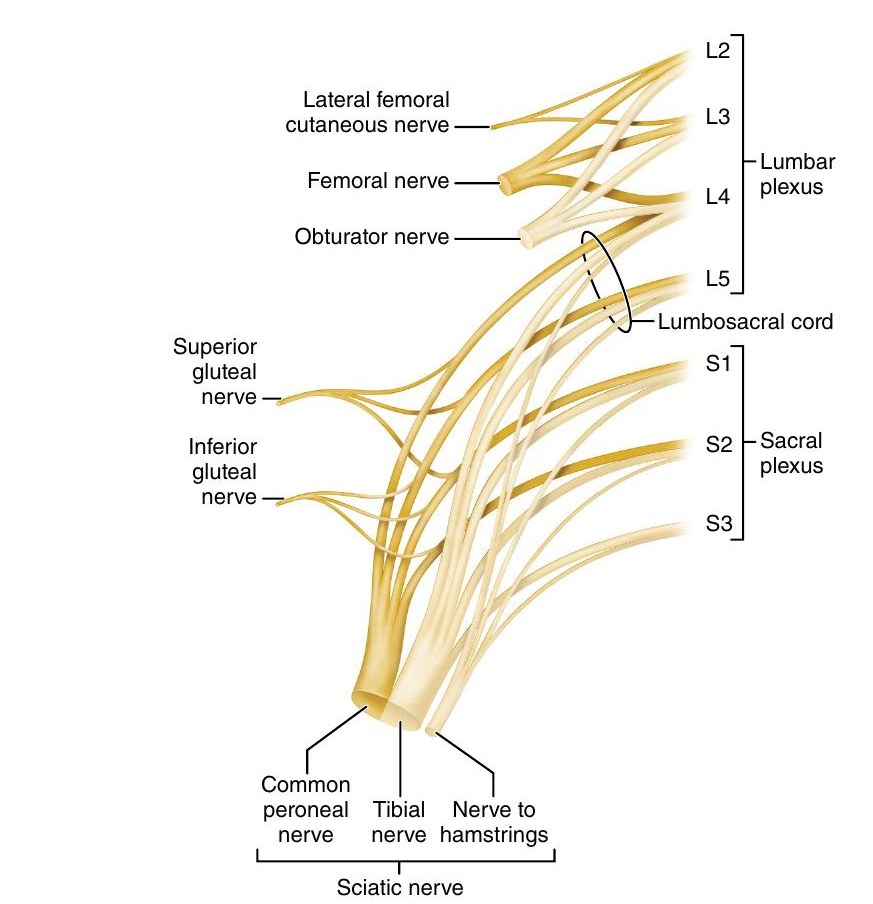 L2
Lateral femoral
cutaneous nerve
L3
Lumbar
plexus
Femoral nerve
L4
Obturator nerve
L5
Lumbosacral cord
Superior
gluteal
nerve
S1
Inferior
gluteal
nerve
S2
Sacral
plexus
S3
Common
peroneal
nerve
Tibial
nerve
Nerve to
hamstrings
Sciatic nerve